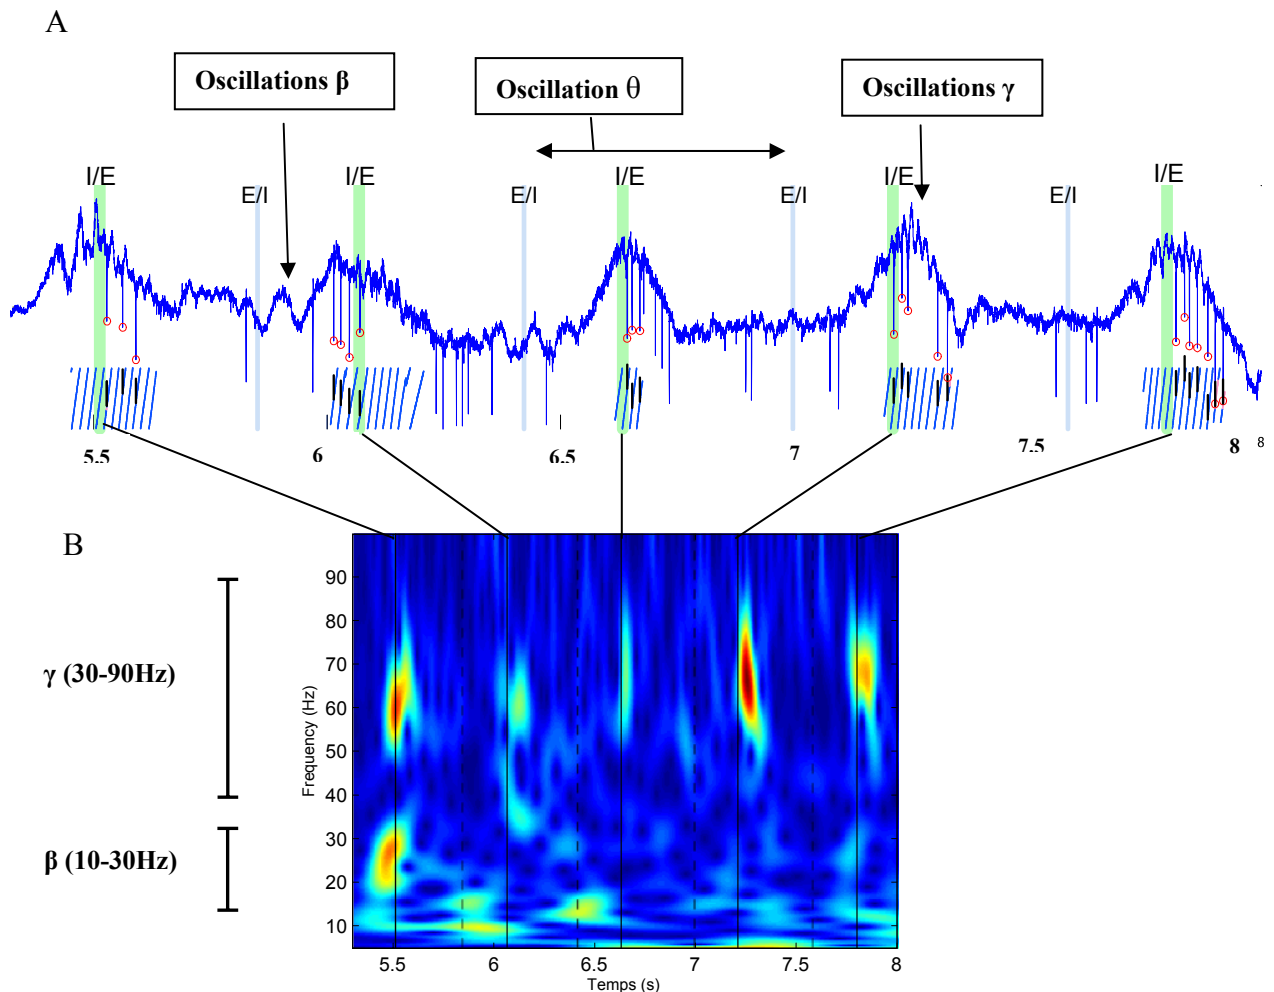 A
Oscillations β
Oscillation θ
Oscillations γ
I/E
E/I
I/E
E/I
I/E
E/I
I/E
E/I
I/E
5.5
6
6.5
7
7.5
8
8
B
γ (30-90Hz)
β (10-30Hz)
Frequency (Hz)
90
80
70
60
50
40
30
20
10
5.5
6
6.5
7
7.5
8
Temps (s)